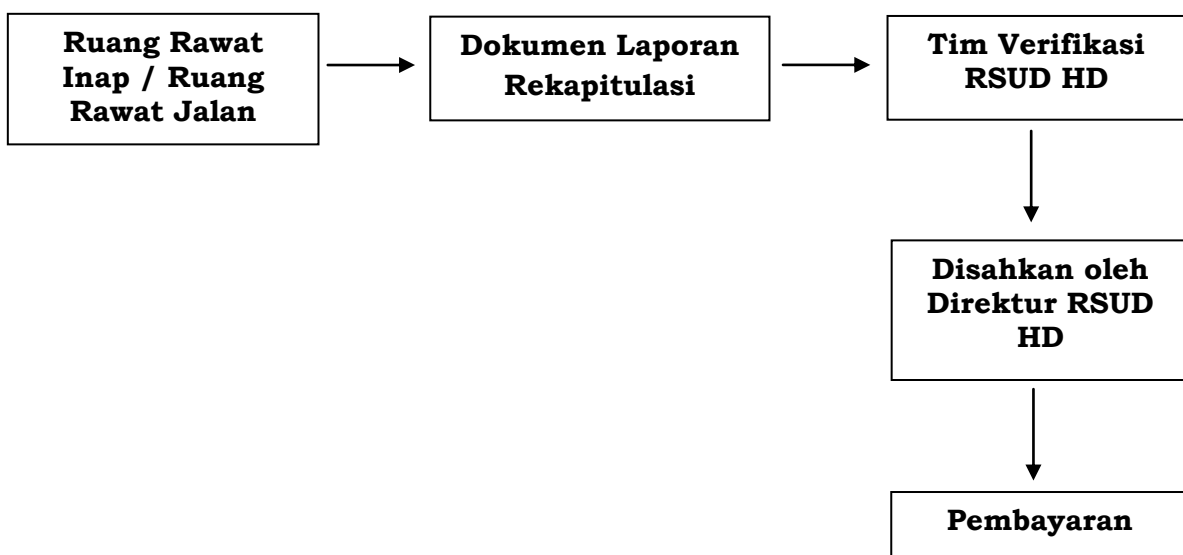 Ruang Rawat
Inap / Ruang
Rawat Jalan
Dokumen Laporan
Rekapitulasi
Tim Verifikasi
RSUD HD
Disahkan oleh
Direktur RSUD
HD
Pembayaran